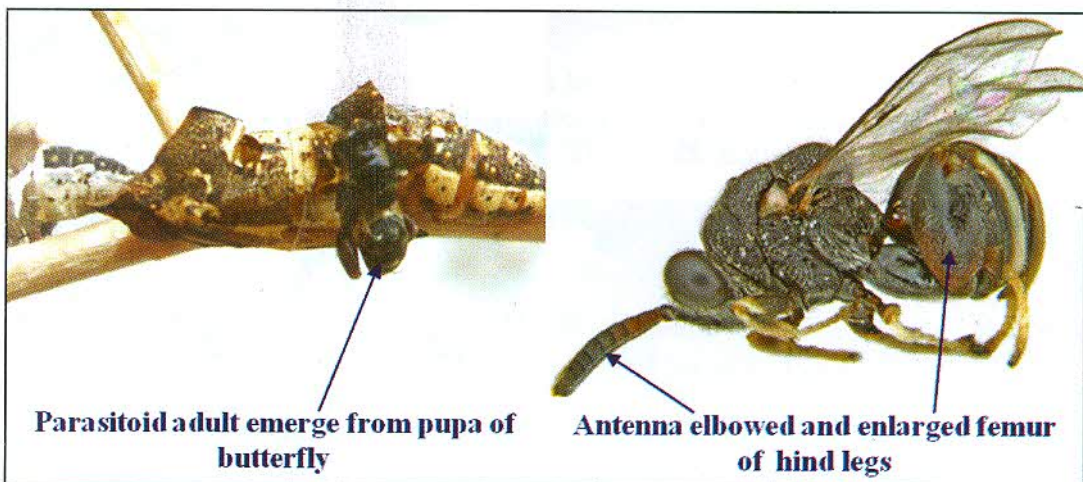 Parasitoid adult emerge from pupa of
butterfly
Antenna elbowed and enlarged femur
of hind legs